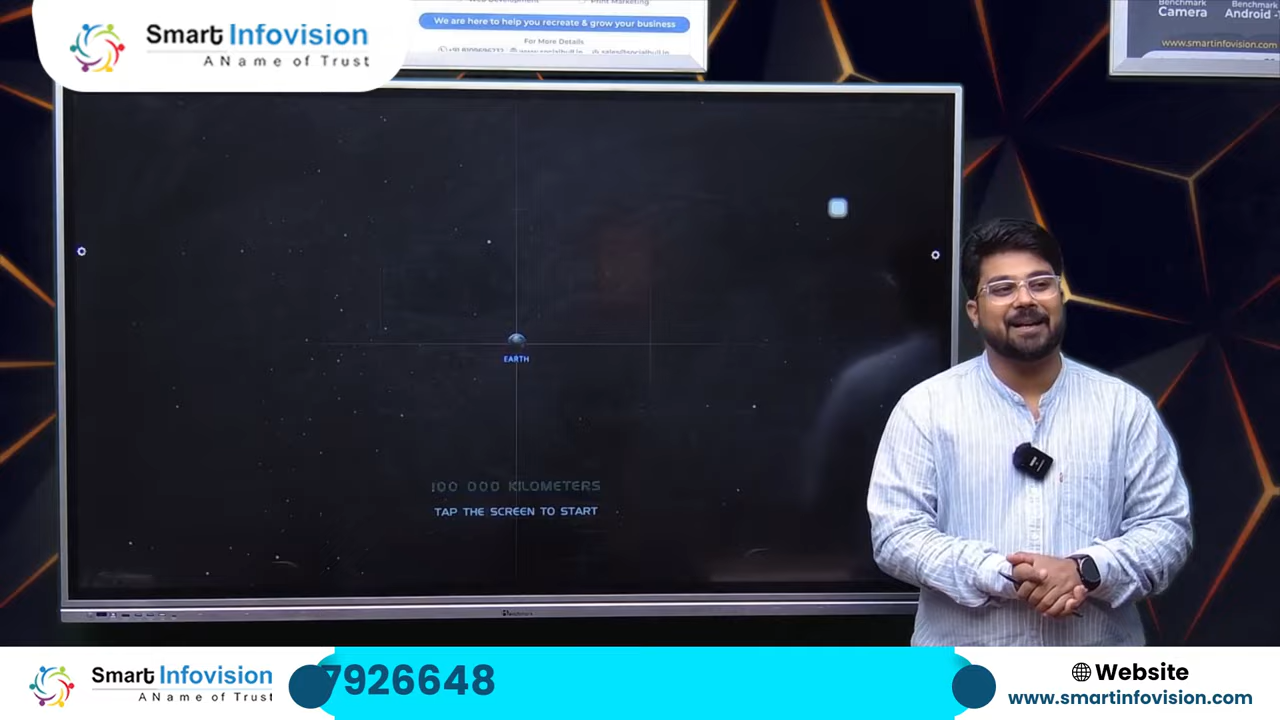 Smart Infovision
A Name of Trust
Print Marketing
We are here to help you recreate & grow your business
For More Details
Benchmark
Camera
Benchmark
Android -
www.smartinfovision.com
EARTH
100 000 KILOMETERS
TAP THE SCREEN TO START
Smart Infovision
A Name of Trust
7926648
Website
www.smartinfovision.com